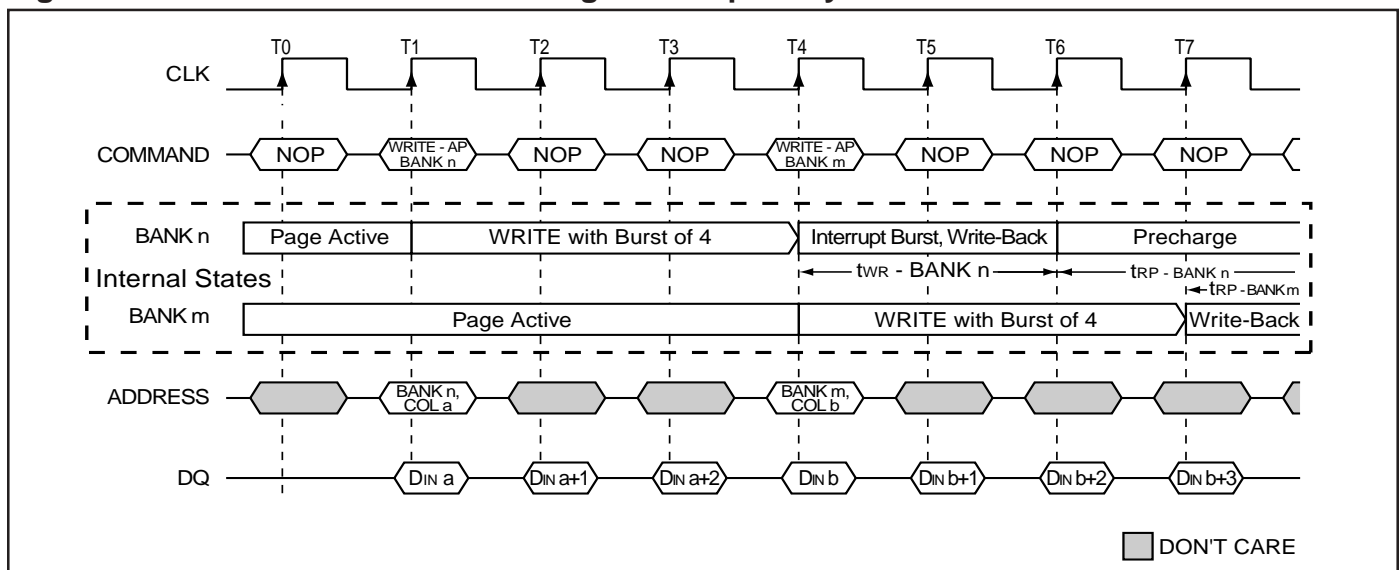 T0 T1 T2 T3 T4 T5 T6 T7
CLK
COMMAND NOP WRITE - AP BANK n NOP NOP WRITE - AP BANK m NOP NOP NOP
BANK n Page Active WRITE with Burst of 4 Interrupt Burst, Write-Back Precharge
Internal States tWR - BANK n tRP - BANK n
tRP - BANK m
BANK m Page Active WRITE with Burst of 4 Write-Back
ADDRESS BANK n, COL a BANK m, COL b
DQ DIN a DIN a+1 DIN a+2 DIN b DIN b+1 DIN b+2 DIN b+3
DON'T CARE